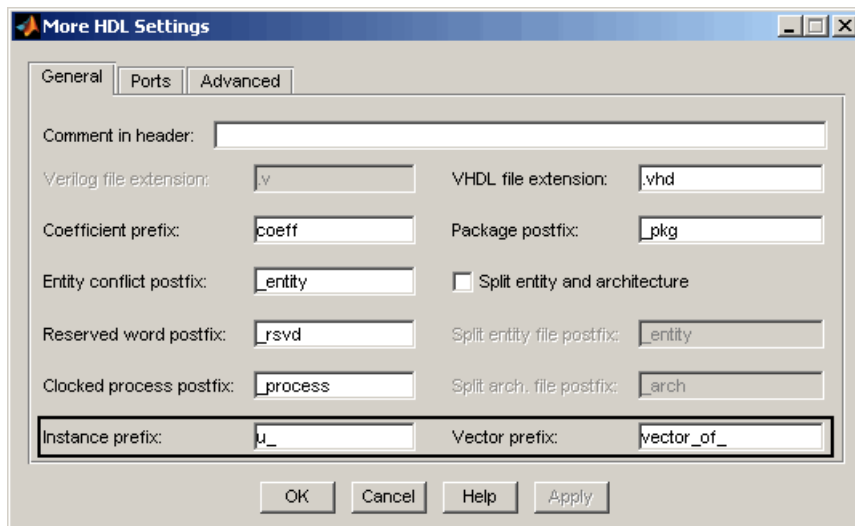 More HDL Settings
General Ports Advanced
Comment in header:
Verilog file extension: .v VHDL file extension: .vhd
Coefficient prefix: coeff Package postfix: _pkg
Entity conflict postfix: _entity Split entity and architecture
Reserved word postfix: _rsvd Split entity file postfix: _entity
Clocked process postfix: _process Split arch. file postfix: _arch
Instance prefix: u_ Vector prefix: vector_of_
OK Cancel Help Apply